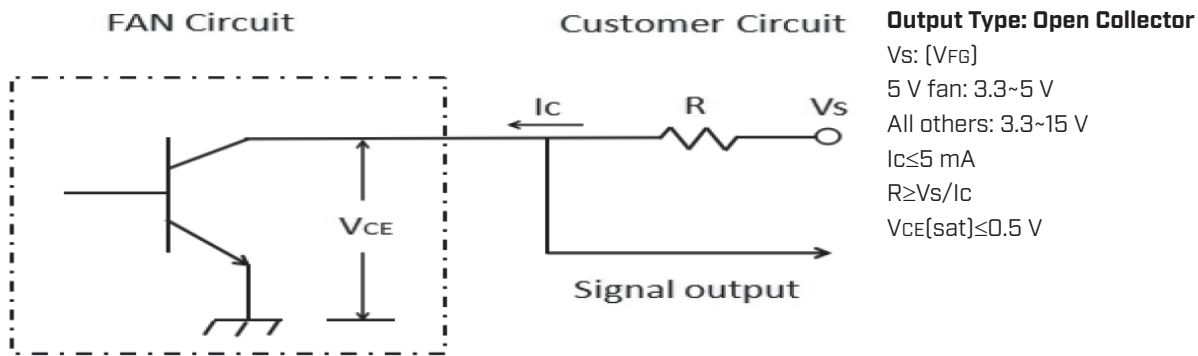 FAN Circuit
Customer Circuit
Ic
R
Vs
VCE
Signal output
Output Type: Open Collector
Vs: (VFG)
5 V fan: 3.3~5 V
All others: 3.3~15 V
Ic≤5 mA
R≥Vs/Ic
VCE(sat)≤0.5 V